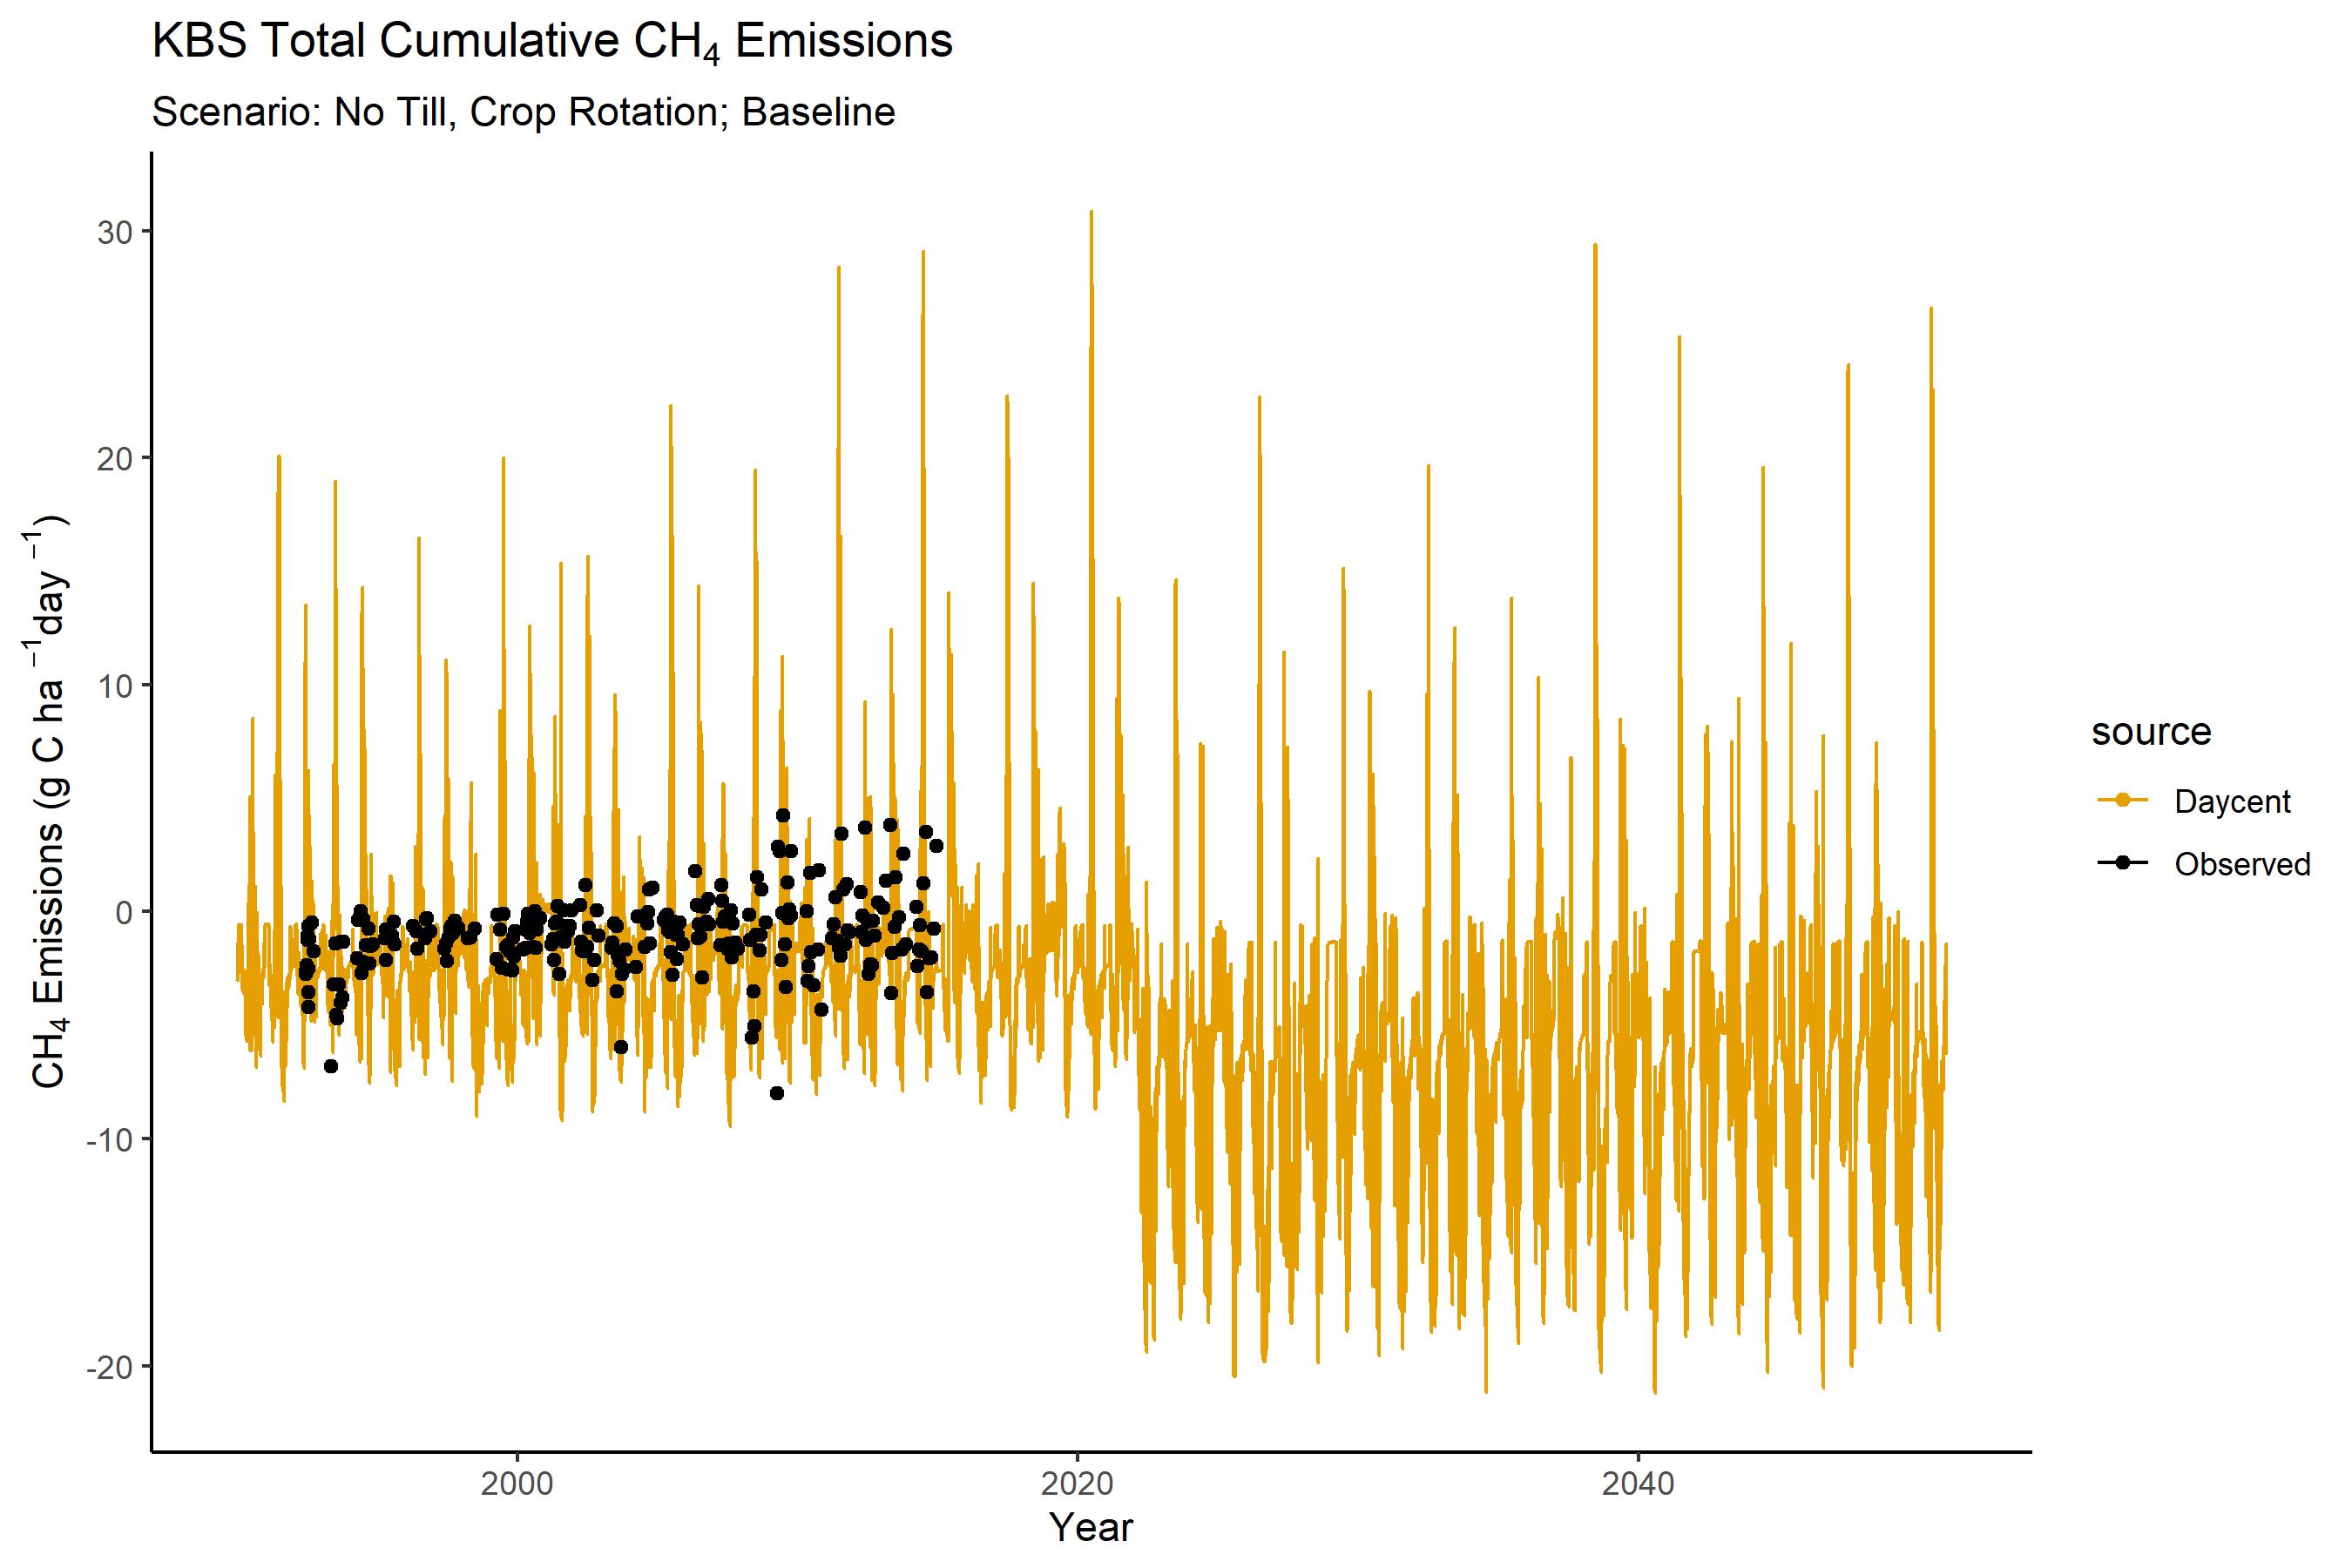 KBS Total Cumulative CH₄ Emissions
Scenario: No Till, Crop Rotation; Baseline
CH₄ Emissions (g C ha ⁻¹day ⁻¹)
30
20
10
0
-10
-20
2000
2020
2040
Year
source
Daycent
Observed